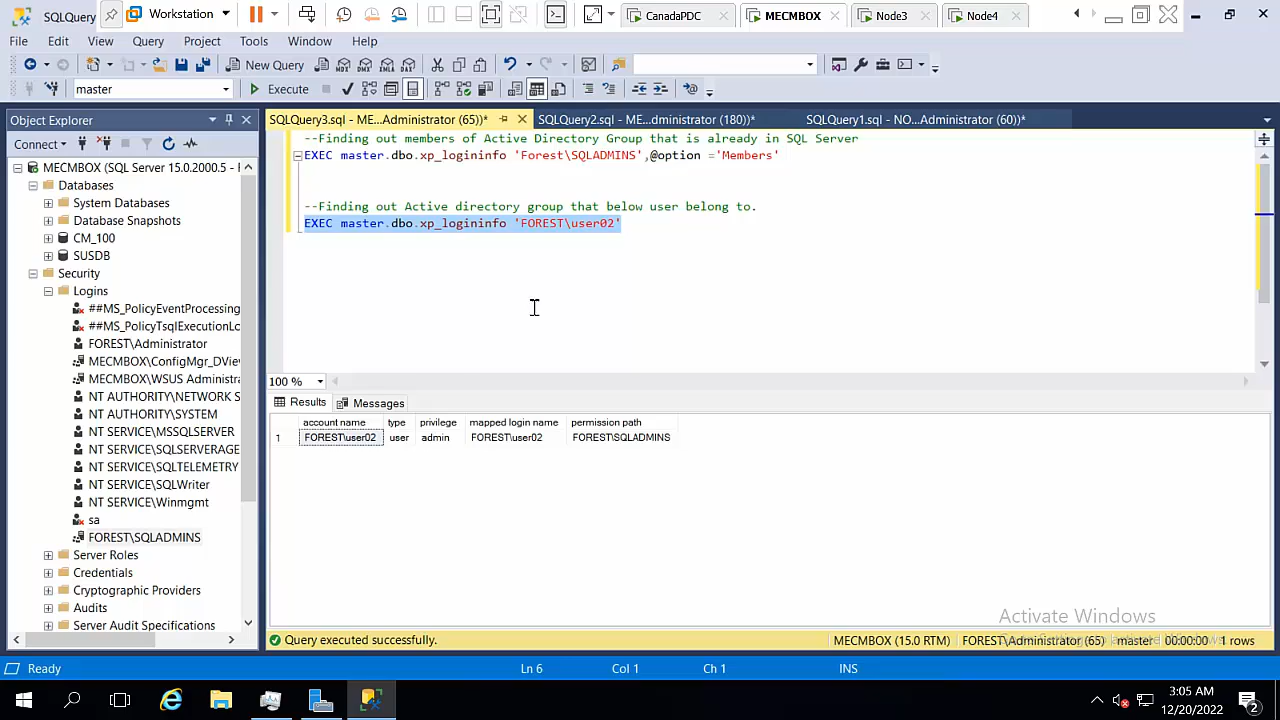 SQLQuery
Workstation
CanadaPDC
MECMBOX
Node3
Node4
File Edit View Query Project Tools Window Help
New Query
MDX DMX XMLA DAX
master
Execute
Object Explorer
SQLQuery3.sql - ME...Administrator (65))*
SQLQuery2.sql - ME...dministrator (180))*
SQLQuery1.sql - NO...Administrator (60))*
Connect
MECMBOX (SQL Server 15.0.2000.5 -
Databases
System Databases
Database Snapshots
CM_100
SUSDB
Security
Logins
##MS_PolicyEventProcessing
##MS_PolicyTsqlExecutionLc
FOREST\Administrator
MECMBOX\ConfigMgr_DView
MECMBOX\WSUS Administra
NT AUTHORITY\NETWORK S
NT AUTHORITY\SYSTEM
NT SERVICE\MSSQLSERVER
NT SERVICE\SQLSERVERAGE
NT SERVICE\SQLTELEMETRY
NT SERVICE\SQLWriter
NT SERVICE\Winmgmt
sa
FOREST\SQLADMINS
Server Roles
Credentials
Cryptographic Providers
Audits
Server Audit Specifications
--Finding out members of Active Directory Group that is already in SQL Server
EXEC master.dbo.xp_logininfo 'Forest\SQLADMINS',@option ='Members'
--Finding out Active directory group that below user belong to.
EXEC master.dbo.xp_logininfo 'FOREST\user02'
100 %
Results Messages
account name type privilege mapped login name permission path
1 FOREST\user02 user admin FOREST\user02 FOREST\SQLADMINS
Activate Windows
Query executed successfully.
MECMBOX (15.0 RTM) FOREST\Administrator (65) master 00:00:00 1 rows
Ready Ln 6 Col 1 Ch 1 INS
3:05 AM
12/20/2022
2